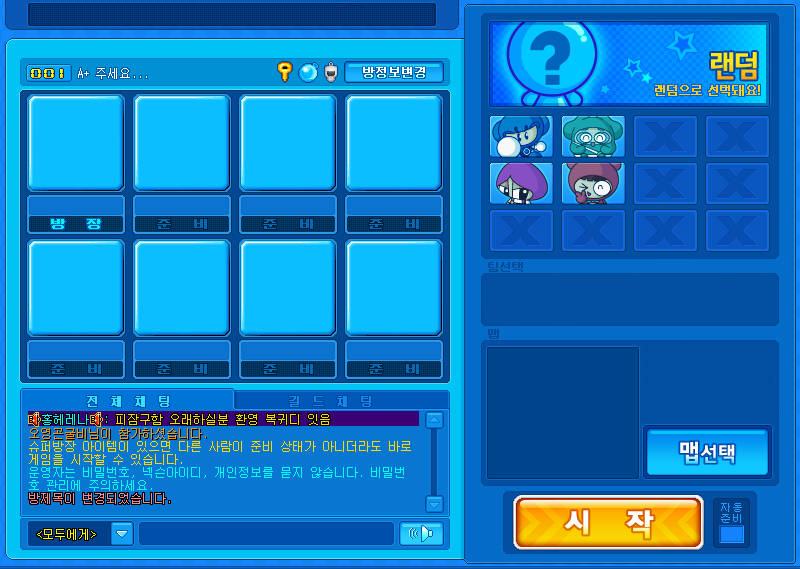 001 A+ 주세요...
방정보변경
랜덤
랜덤으로 선택돼요!
방 장
준 비
준 비
준 비
준 비
준 비
준 비
준 비
팀선택
맵
맵선택
전 체 채 팅
길 드 채 팅
홍헤레나: 피잠구함 오래하실분 환영 복귀디 잇음
오영곤물비님이 참가하셨습니다.
슈퍼방장 아이템이 있으면 다른 사람이 준비 상태가 아니더라도 바로
게임을 시작할 수 있습니다.
운영자는 비밀번호, 넥슨아이디, 개인정보를 묻지 않습니다. 비밀번
호 관리에 주의하세요.
방제목이 변경되었습니다.
<모두에게>
시 작
자동
준비